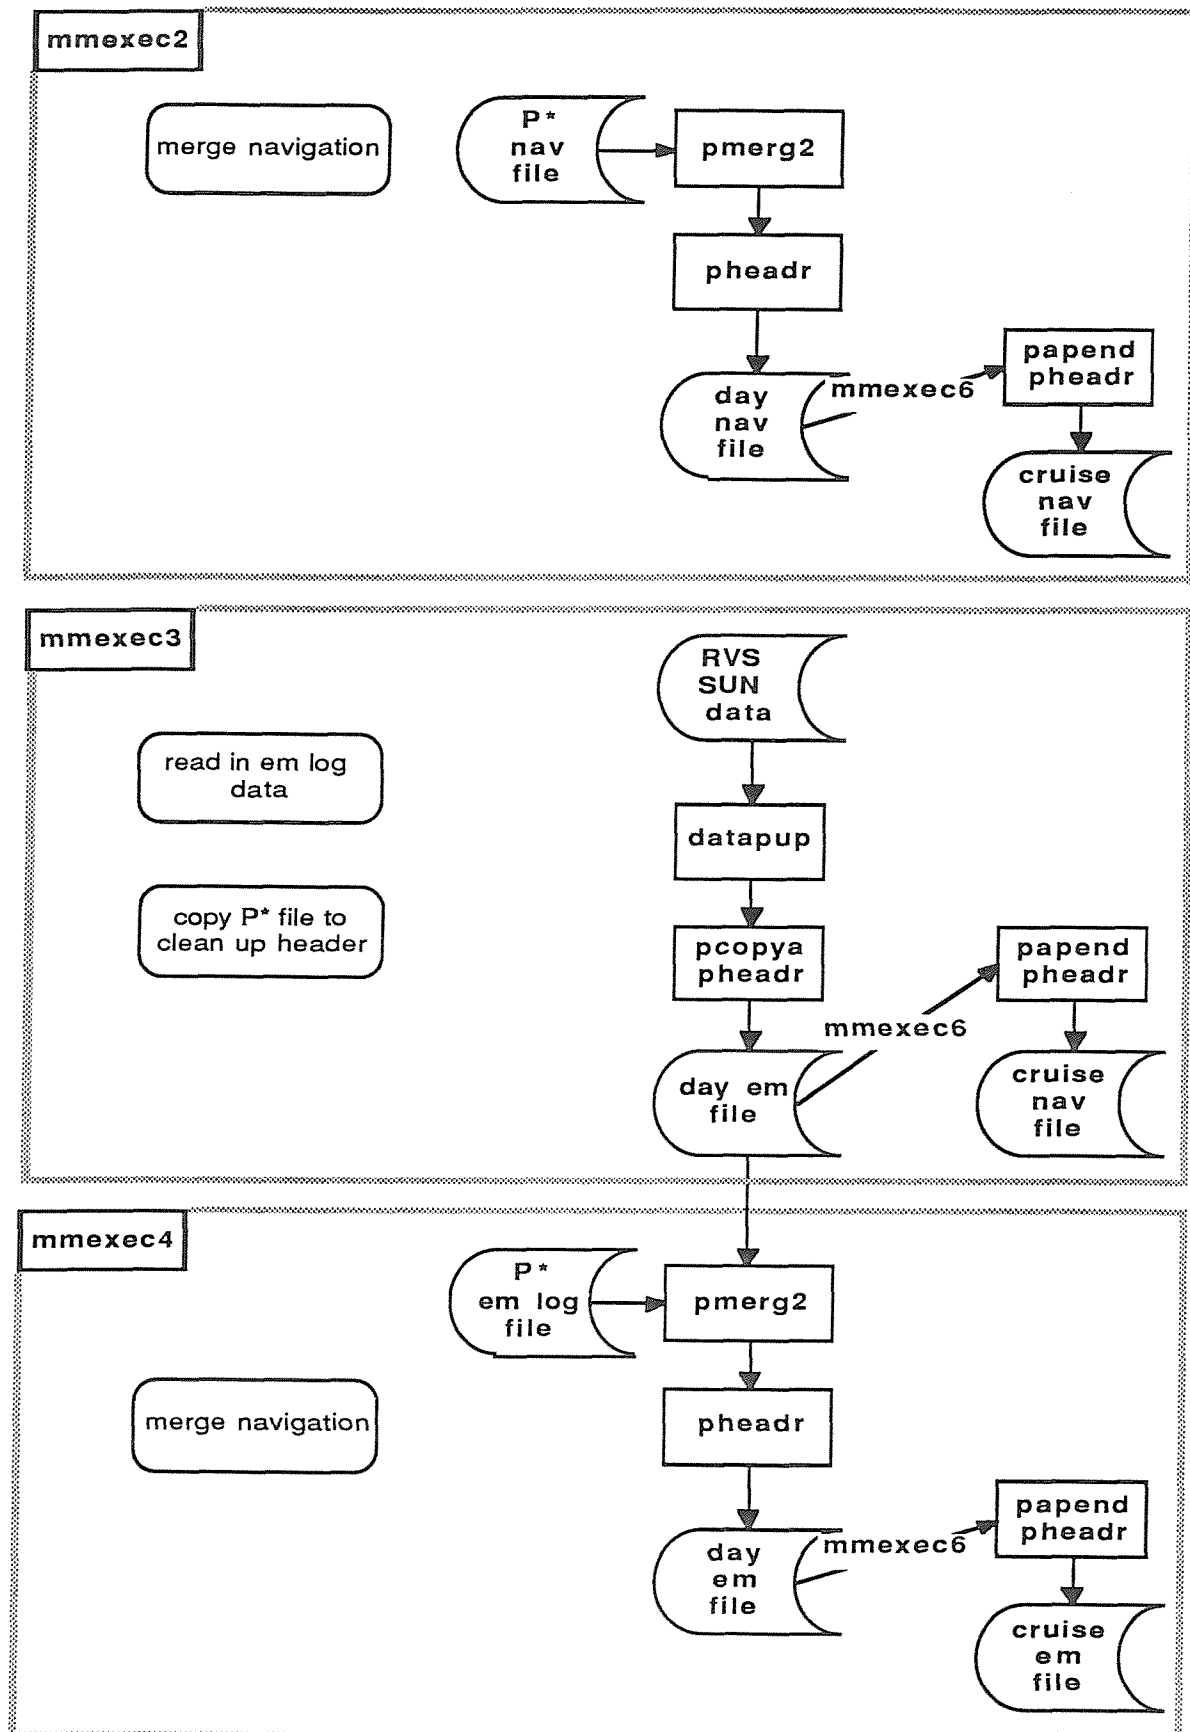 mmexec2
merge navigation
P*
nav
file
pmerg2
pheadr
day
nav
file
mmexec6
papend
pheadr
cruise
nav
file
mmexec3
RVS
SUN
data
read in em log
data
datapup
copy P* file to
clean up header
pcopya
pheadr
papend
pheadr
mmexec6
day em
file
cruise
nav
file
mmexec4
P*
em log
file
pmerg2
merge navigation
pheadr
day
em
file
mmexec6
papend
pheadr
cruise
em
file